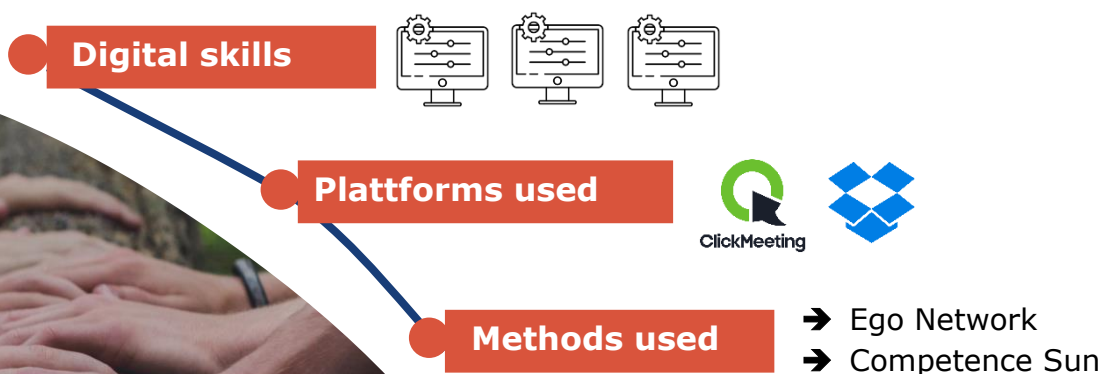 Digital skills
Plattforms used
ClickMeeting
Methods used
➔ Ego Network
➔ Competence Sun